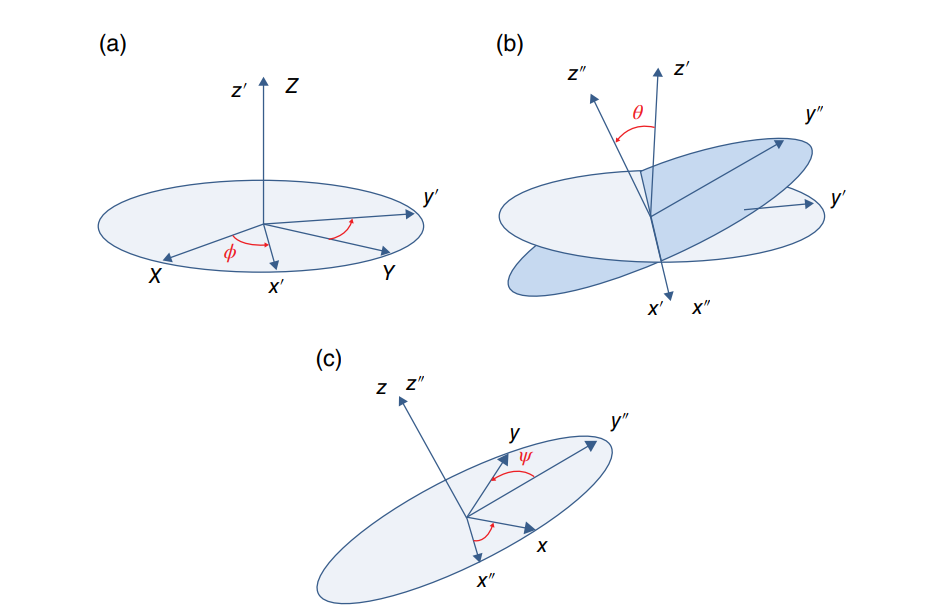 (a)
z′ Z
y′
ϕ
X
x′
Y
(b)
z″ z′
θ
y″
y′
x′ x″
(c)
z z″
y
y″
ψ
x
x″